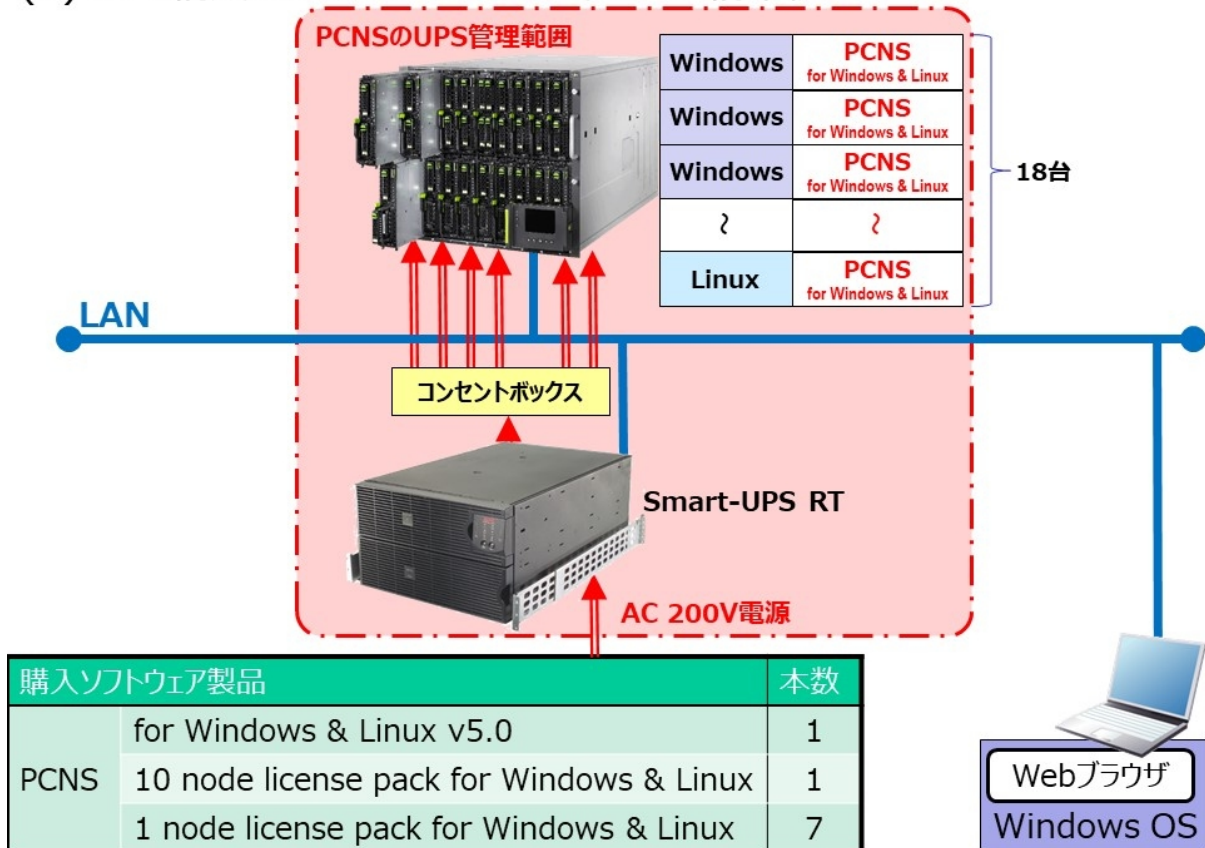 PCNSのUPS管理範囲
Windows PCNS
for Windows & Linux
Windows PCNS
for Windows & Linux
Windows PCNS
for Windows & Linux
18台
~ ~
Linux PCNS
for Windows & Linux
LAN
コンセントボックス
Smart-UPS RT
AC 200V電源
購入ソフトウェア製品 本数
PCNS
for Windows & Linux v5.0 1
10 node license pack for Windows & Linux 1
1 node license pack for Windows & Linux 7
Webブラウザ
Windows OS